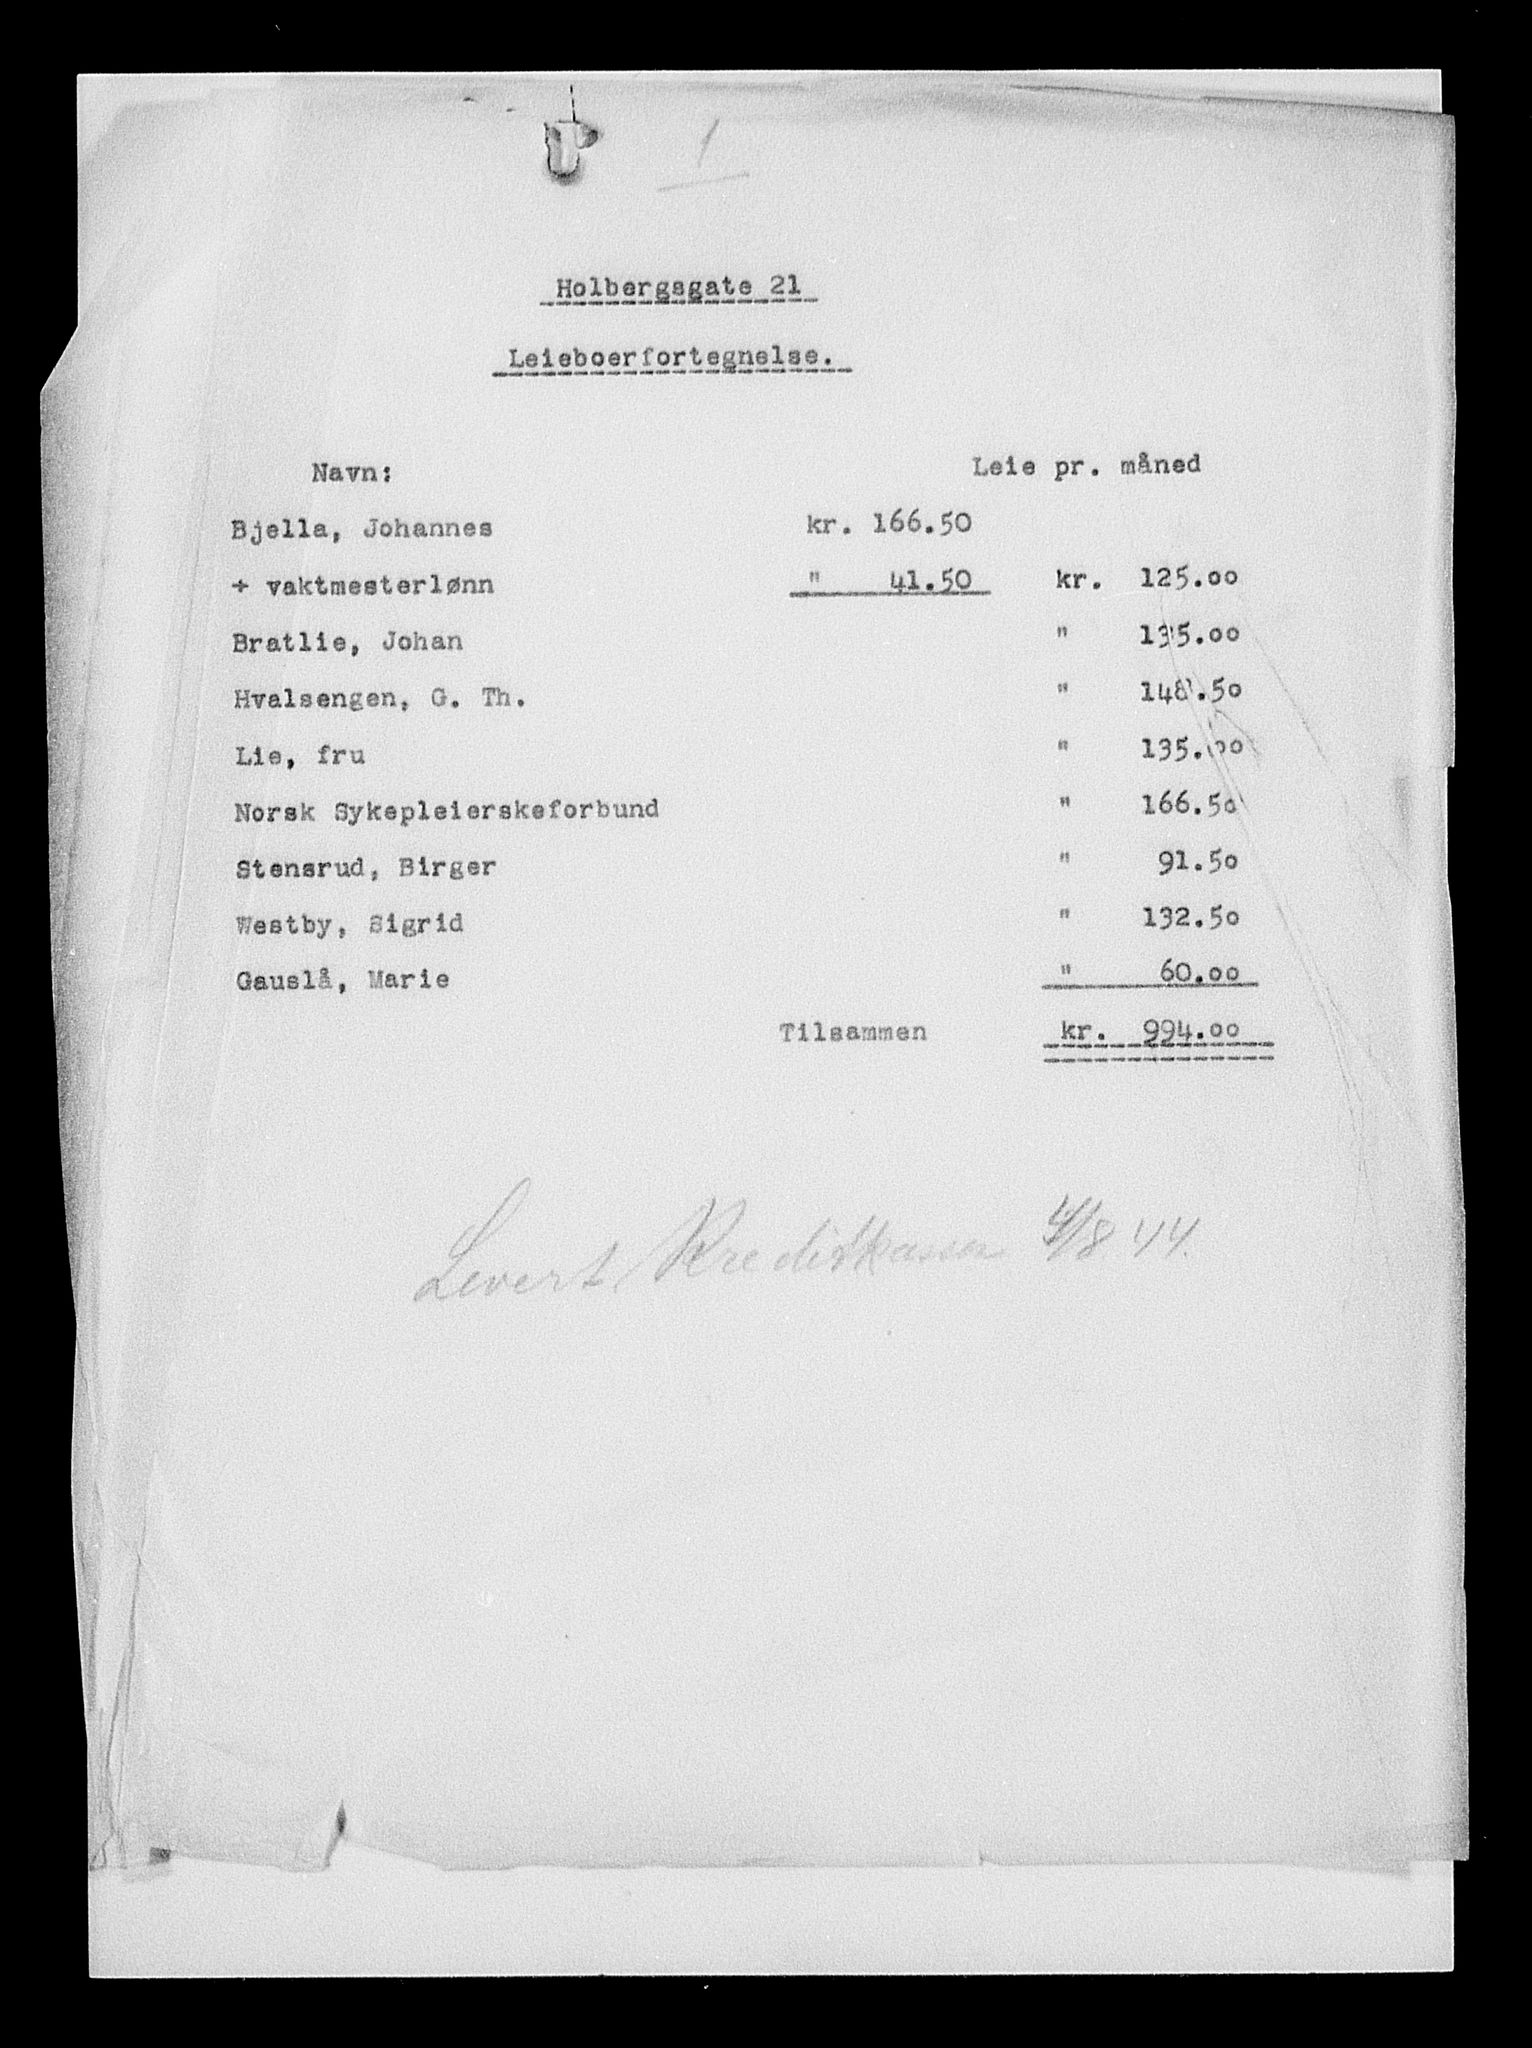 1
Holbergsgate 21
Leieboerfortegnelse.
Navn: Leie pr. måned
Bjella, Johannes kr. 166.50
÷ vaktmesterlønn " 41.50 kr. 125.00
Bratlie, Johan " 135.00
Hvalsengen, G. Th. " 148.50
Lie, fru " 135.00
Norsk Sykepleierskeforbund " 166.50
Stensrud, Birger " 91.50
Westby, Sigrid " 132.50
Gauslå, Marie " 60.00
Tilsammen kr. 994.00
Levert Kreditkassen 4/8 44.